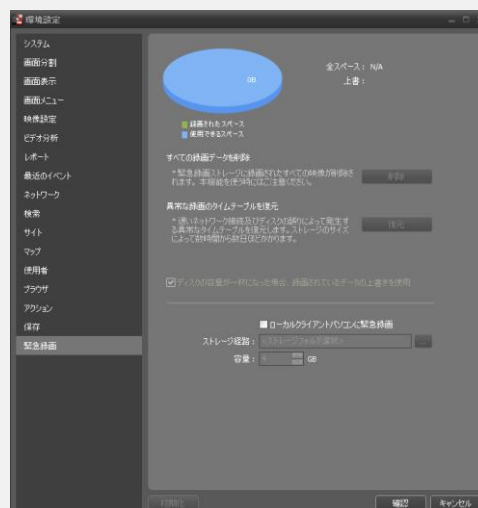 環境設定
システム
画面分割
画面表示
画面メニュー
映像設定
ビデオ分析
レポート
最近のイベント
ネットワーク
検索
サイト
マップ
使用者
ブラウザ
アクション
保存
緊急録画
GB
全スペース： N/A
上書：
録画されたスペース
使用できるスペース
すべての録画データを削除
*緊急録画ストレージに録画されたすべての映像が削除さ
れます。本機能を使う時にはご注意ください。
削除
異常な録画のタイムテーブルを復元
*遅いネットワーク接続及びディスクの誤りによって発生す
る異常なタイムテーブルを復元します。ストレージのサイズ
によって数時間から数日ほどかかります。
復元
ディスクの容量が一杯になった場合、録画されているデータの上書きを使用
ローカルクライアントパソコンに緊急録画
ストレージ経路： <ストレージフォルダ選択>
容量： GB
初期化
確認
キャンセル